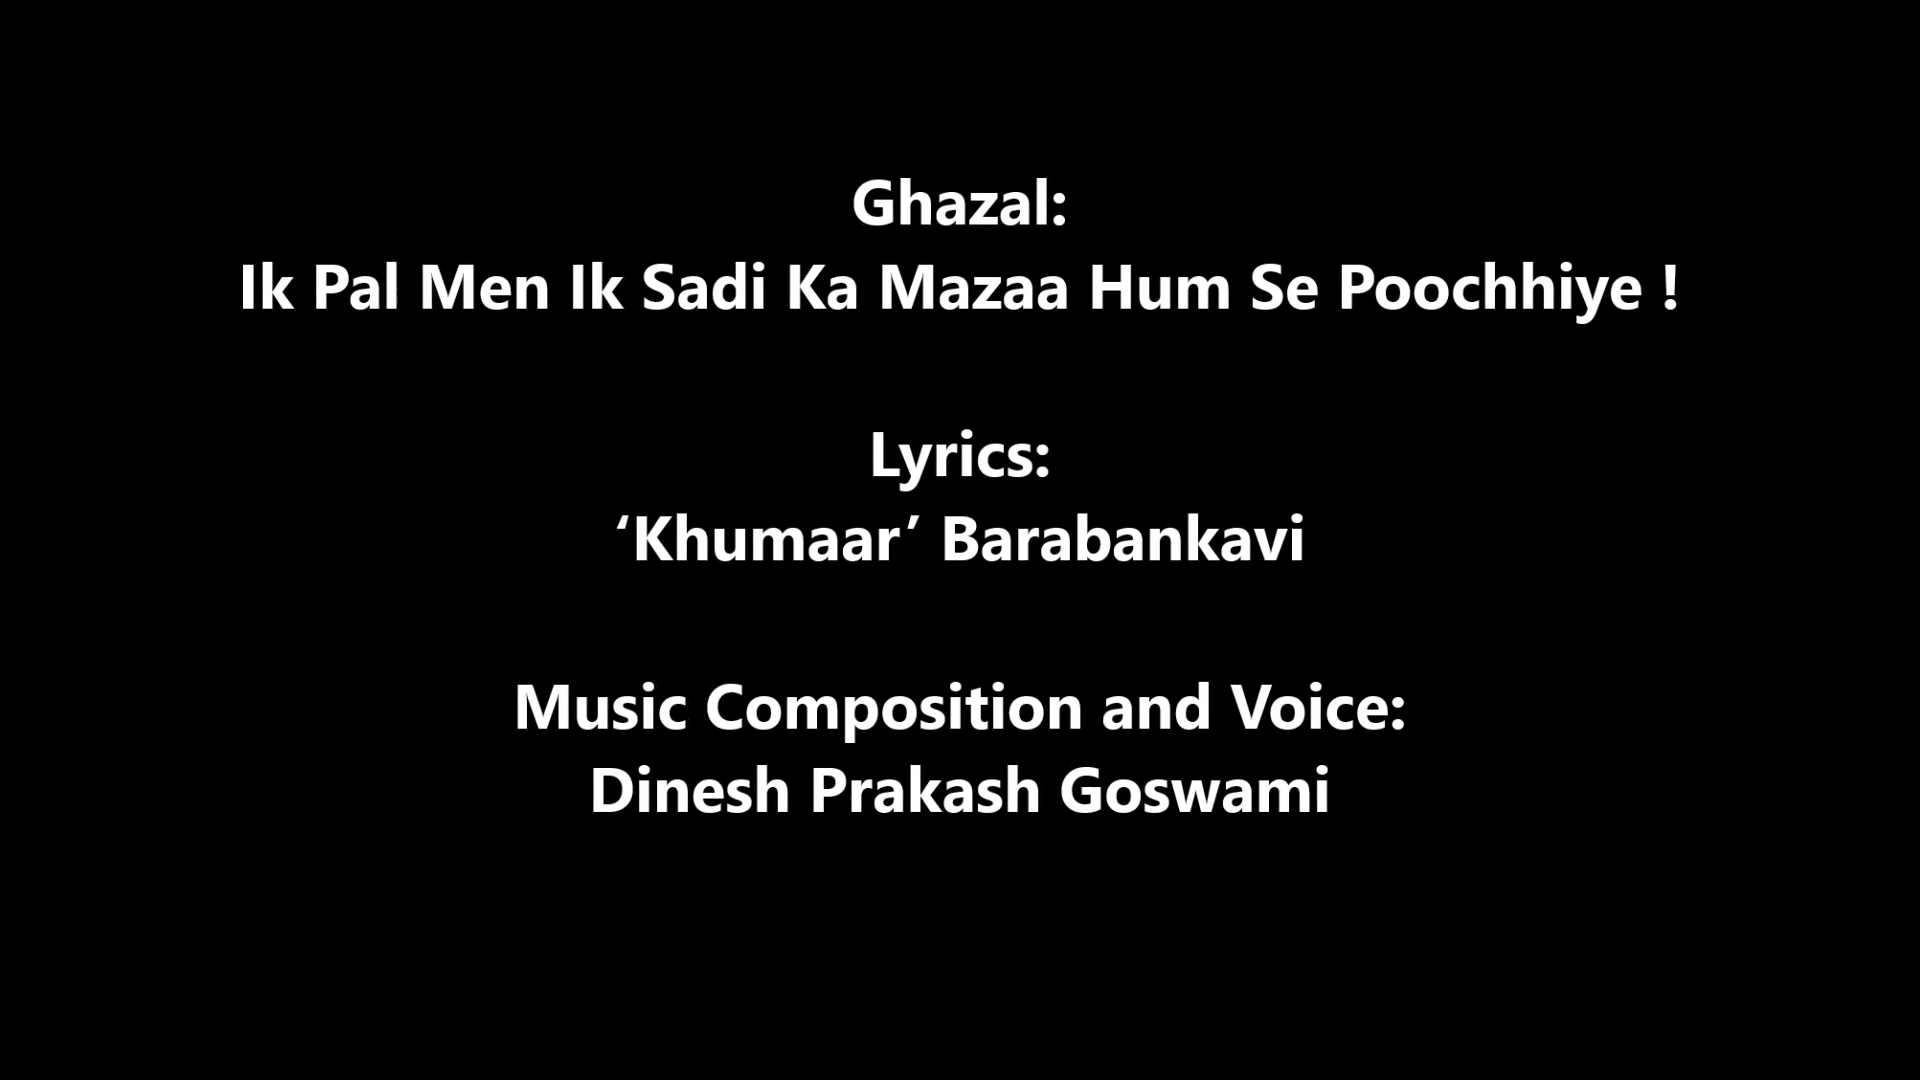 Ghazal:
Ik Pal Men Ik Sadi Ka Mazaa Hum Se Poochhiye !
Lyrics:
‘Khumaar’ Barabankavi
Music Composition and Voice:
Dinesh Prakash Goswami